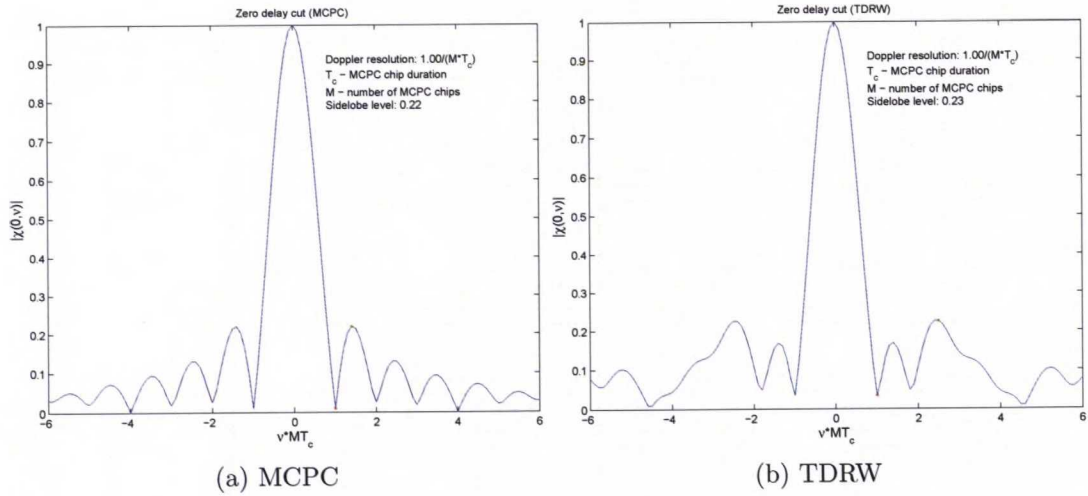 Zero delay cut (MCPC)
Doppler resolution: 1.00/(M*T_c)
T_c − MCPC chip duration
M − number of MCPC chips
Sidelobe level: 0.22
|χ(0,ν)|
1
0.9
0.8
0.7
0.6
0.5
0.4
0.3
0.2
0.1
0
−6 −4 −2 0 2 4 6
ν*MT_c
(a) MCPC
Zero delay cut (TDRW)
Doppler resolution: 1.00/(M*T_c)
T_c − MCPC chip duration
M − number of MCPC chips
Sidelobe level: 0.23
|χ(0,ν)|
1
0.9
0.8
0.7
0.6
0.5
0.4
0.3
0.2
0.1
0
−6 −4 −2 0 2 4 6
ν*MT_c
(b) TDRW